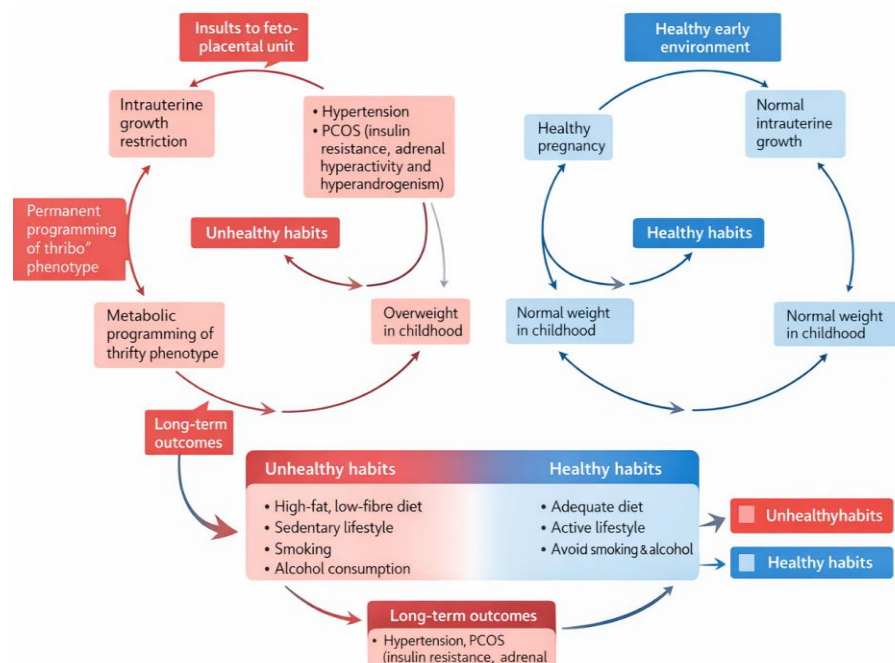 Insults to feto-
placental unit
Healthy early
environment
Intrauterine
growth
restriction
• Hypertension
• PCOS (insulin
resistance, adrenal
hyperactivity and
hyperandrogenism)
Healthy
pregnancy
Normal
intrauterine
growth
Permanent
programming
of thribo"
phenotype
Unhealthy habits
Healthy habits
Metabolic
programming of
thrifty phenotype
Overweight
in childhood
Normal weight
in childhood
Normal weight
in childhood
Long-term
outcomes
Unhealthy habits
• High-fat, low-fibre diet
• Sedentary lifestyle
• Smoking
• Alcohol consumption
Healthy habits
• Adequate diet
• Active lifestyle
• Avoid smoking & alcohol
Unhealthyhabits
Healthy habits
Long-term outcomes
• Hypertension, PCOS
(insulin resistance, adrenal